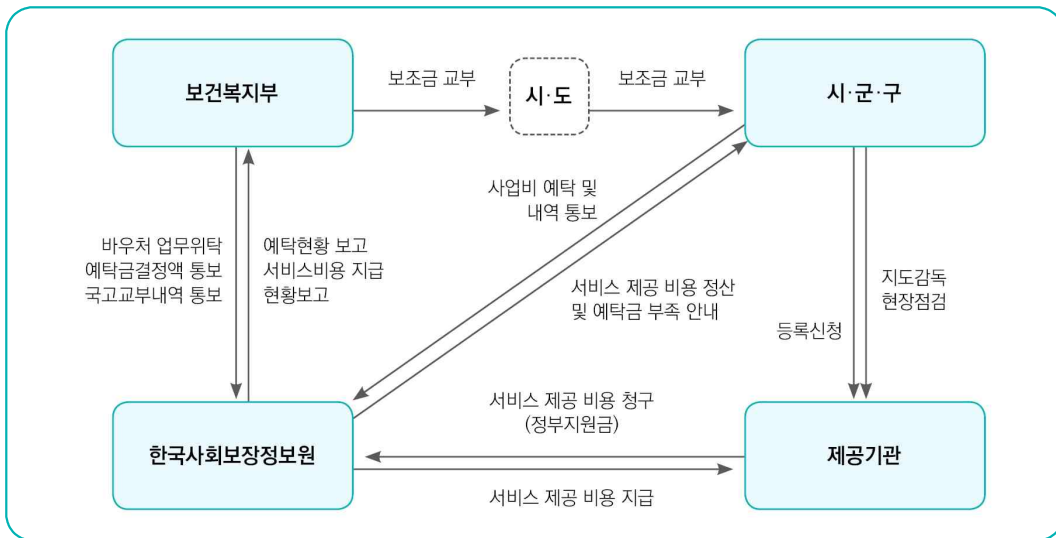 보건복지부
보조금 교부
시·도
보조금 교부
시·군·구
사업비 예탁 및
내역 통보
바우처 업무위탁
예탁금결정액 통보
국고교부내역 통보
예탁현황 보고
서비스비용 지급
현황보고
서비스 제공 비용 정산
및 예탁금 부족 안내
지도감독
현장점검
등록신청
한국사회보장정보원
서비스 제공 비용 청구
(정부지원금)
서비스 제공 비용 지급
제공기관